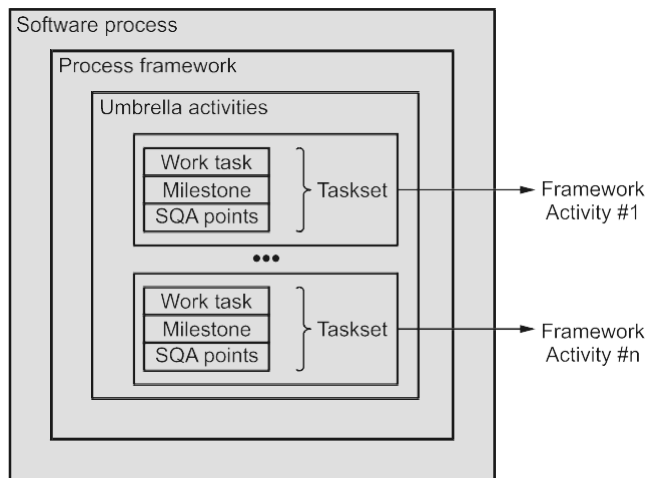 Software process
Process framework
Umbrella activities
Work task
Milestone
SQA points
Taskset
Framework
Activity #1
•••
Work task
Milestone
SQA points
Taskset
Framework
Activity #n